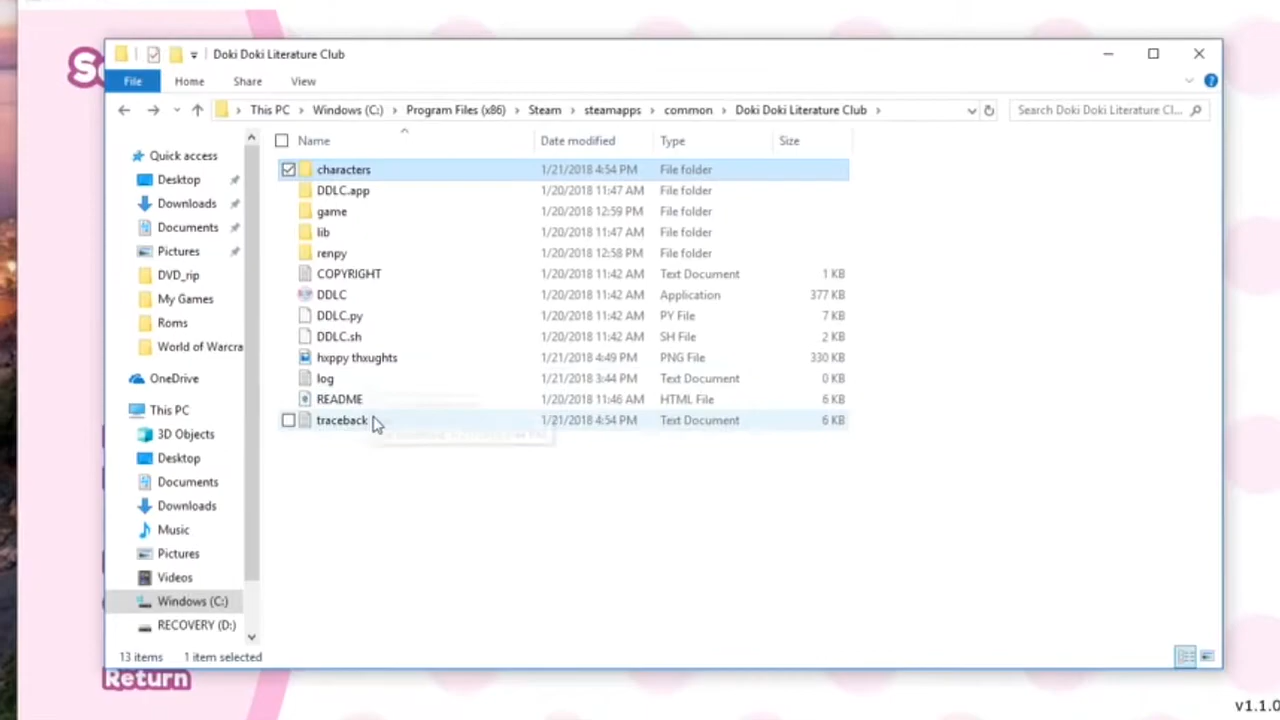 Doki Doki Literature Club
File Home Share View
This PC > Windows (C:) > Program Files (x86) > Steam > steamapps > common > Doki Doki Literature Club >
Search Doki Doki Literature Cl...
Name Date modified Type Size
Quick access
Desktop
Downloads
Documents
Pictures
DVD_rip
My Games
Roms
World of Warcra
OneDrive
This PC
3D Objects
Desktop
Documents
Downloads
Music
Pictures
Videos
Windows (C:)
RECOVERY (D:)
characters 1/21/2018 4:54 PM File folder
DDLC.app 1/20/2018 11:47 AM File folder
game 1/20/2018 12:59 PM File folder
lib 1/20/2018 11:47 AM File folder
renpy 1/20/2018 12:58 PM File folder
COPYRIGHT 1/20/2018 11:42 AM Text Document 1 KB
DDLC 1/20/2018 11:42 AM Application 377 KB
DDLC.py 1/20/2018 11:42 AM PY File 7 KB
DDLC.sh 1/20/2018 11:42 AM SH File 2 KB
hxppy thxughts 1/21/2018 4:49 PM PNG File 330 KB
log 1/21/2018 3:44 PM Text Document 0 KB
README 1/20/2018 11:46 AM HTML File 6 KB
traceback 1/21/2018 4:54 PM Text Document 6 KB
13 items 1 item selected
Return
v1.1.0